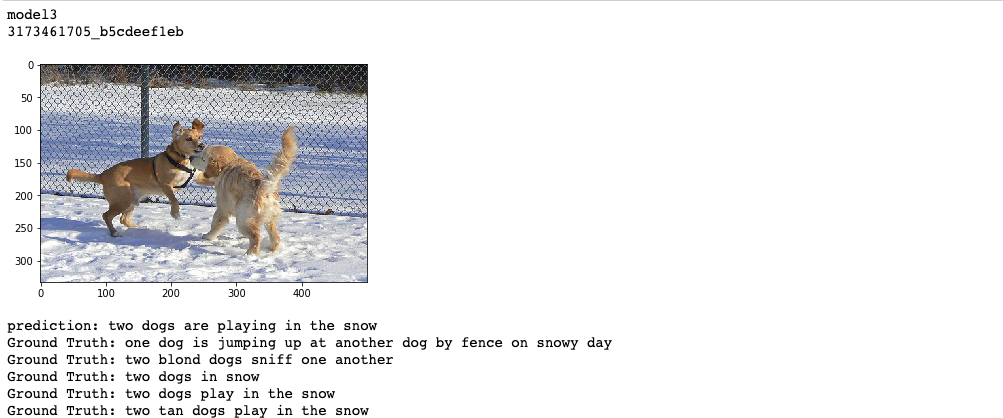 model3
3173461705_b5cdeef1eb
0
50
100
150
200
250
300
0 100 200 300 400
prediction: two dogs are playing in the snow
Ground Truth: one dog is jumping up at another dog by fence on snowy day
Ground Truth: two blond dogs sniff one another
Ground Truth: two dogs in snow
Ground Truth: two dogs play in the snow
Ground Truth: two tan dogs play in the snow